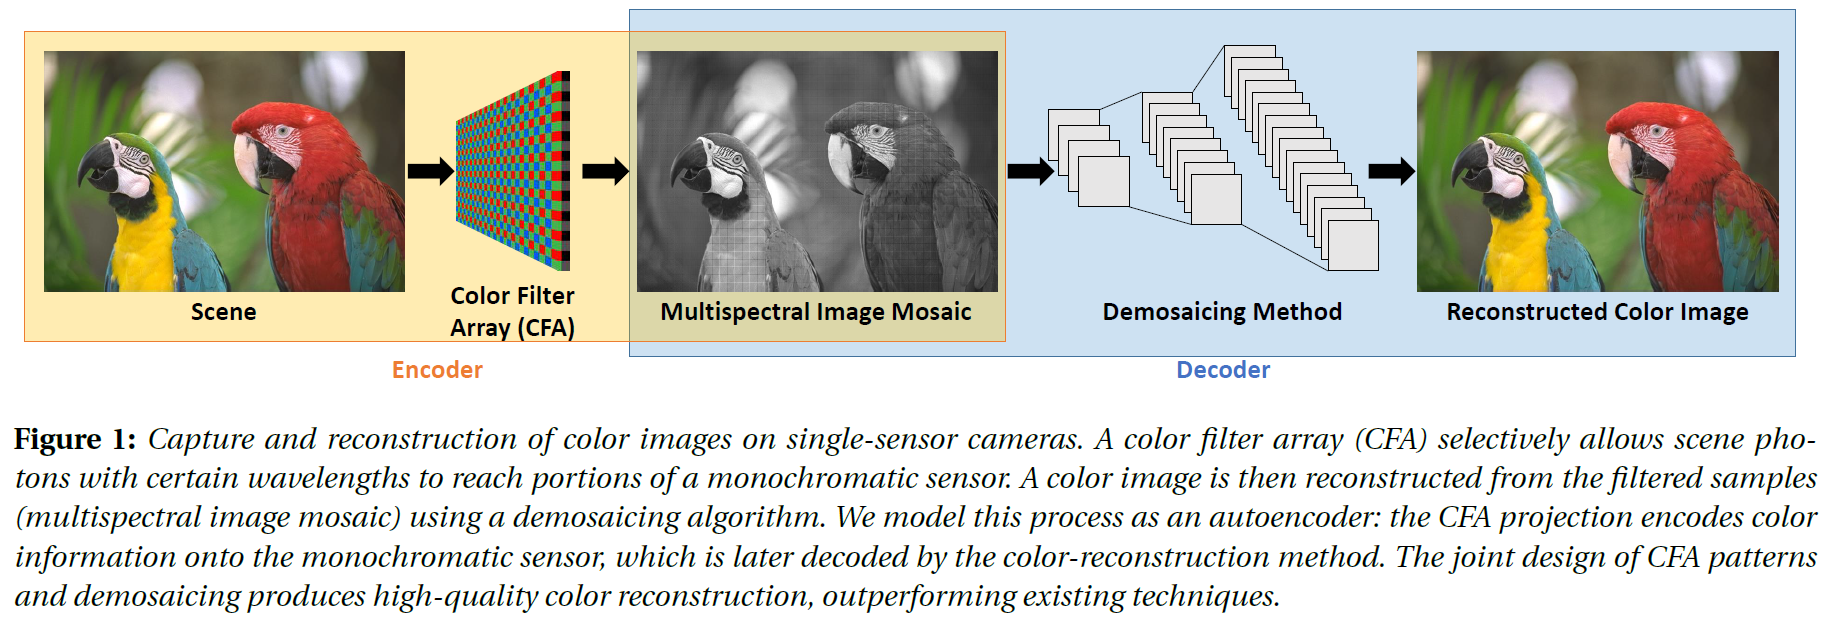 Scene
Color Filter
Array (CFA)
Multispectral Image Mosaic
Demosaicing Method
Reconstructed Color Image
Encoder
Decoder
Figure 1: Capture and reconstruction of color images on single-sensor cameras. A color filter array (CFA) selectively allows scene pho-
tons with certain wavelengths to reach portions of a monochromatic sensor. A color image is then reconstructed from the filtered samples
(multispectral image mosaic) using a demosaicing algorithm. We model this process as an autoencoder: the CFA projection encodes color
information onto the monochromatic sensor, which is later decoded by the color-reconstruction method. The joint design of CFA patterns
and demosaicing produces high-quality color reconstruction, outperforming existing techniques.